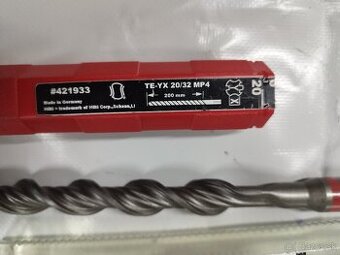 #421933
Made in Germany
Hilti = trademark of Hilti Corp., Schaan, LI
TE-YX 20/32 MP4
200 mm
X
20